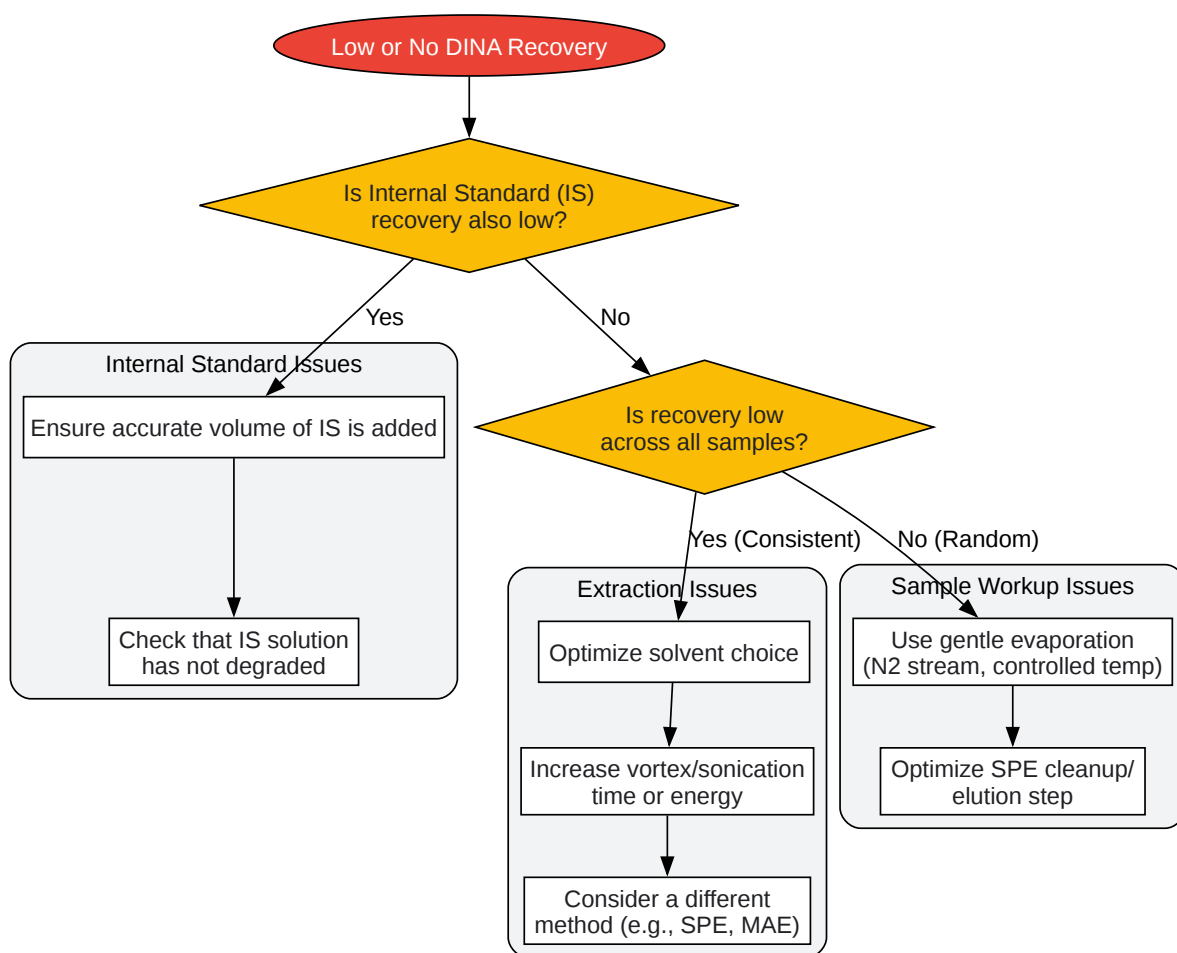 Low or No DINA Recovery
Is Internal Standard (IS)
recovery also low?
Yes
No
Internal Standard Issues
Ensure accurate volume of IS is added
Check that IS solution
has not degraded
Is recovery low
across all samples?
Yes (Consistent)
No (Random)
Extraction Issues
Optimize solvent choice
Increase vortex/sonication
time or energy
Consider a different
method (e.g., SPE, MAE)
Sample Workup Issues
Use gentle evaporation
(N2 stream, controlled temp)
Optimize SPE cleanup/
elution step